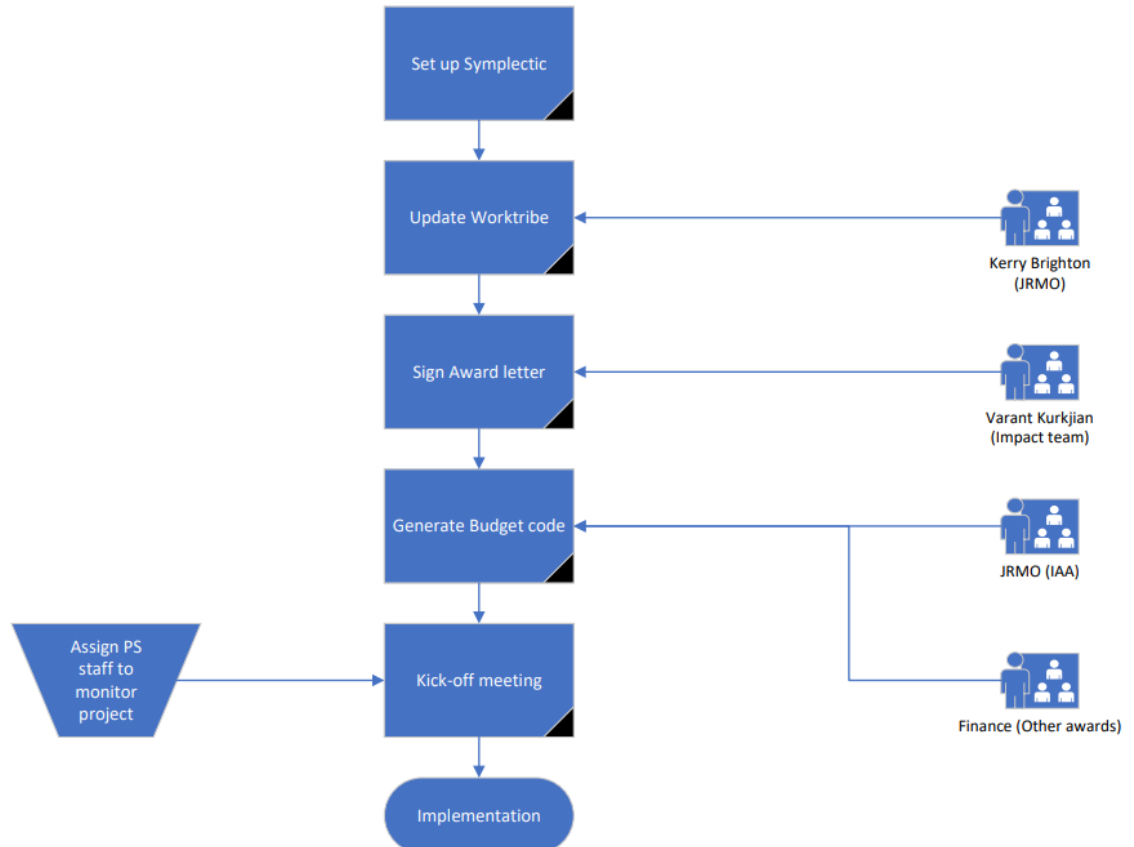 Set up Symplectic
Update Worktribe
Kerry Brighton
(JRMO)
Sign Award letter
Varant Kurkjian
(Impact team)
Generate Budget code
JRMO (IAA)
Assign PS
staff to
monitor
project
Kick-off meeting
Finance (Other awards)
Implementation